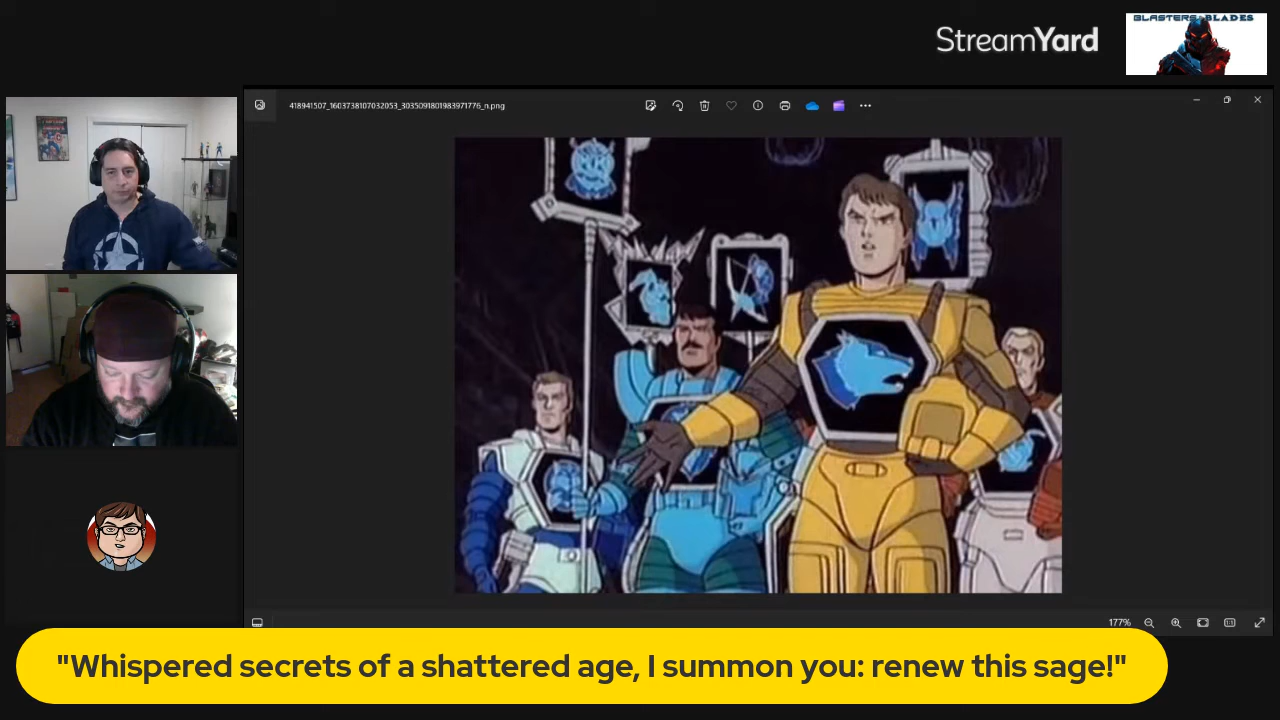 StreamYard
BLASTERS & BLADES
418941507_1603738107032053_3035091801983971776_n.png
177%
"Whispered secrets of a shattered age, I summon you: renew this sage!"